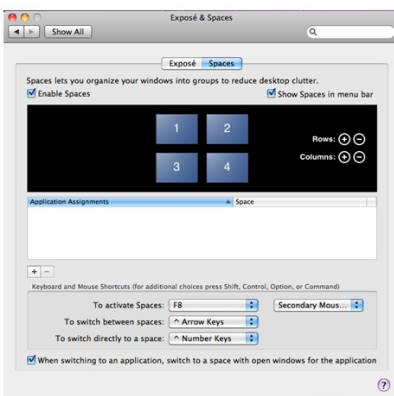 Exposé & Spaces
Show All
Exposé Spaces
Spaces lets you organize your windows into groups to reduce desktop clutter.
Enable Spaces Show Spaces in menu bar
1 2
Rows: + −
Columns: + −
3 4
Application Assignments Space
+ −
Keyboard and Mouse Shortcuts (for additional choices press Shift, Control, Option, or Command)
To activate Spaces: F8 Secondary Mous...
To switch between spaces: ^ Arrow Keys
To switch directly to a space: ^ Number Keys
When switching to an application, switch to a space with open windows for the application
?